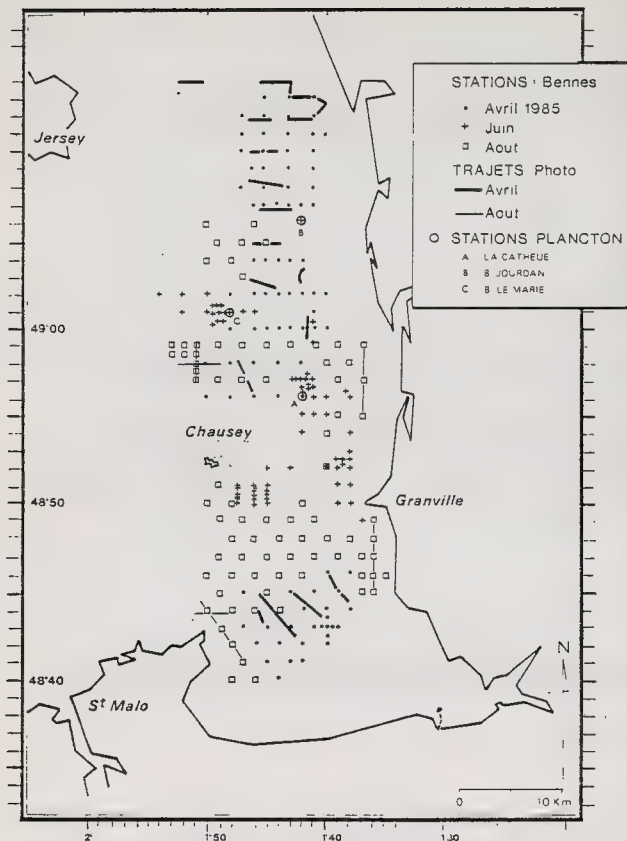 STATIONS : Bennes
• Avril 1985
+ Juin
□ Aout
TRAJETS Photo
Avril
Aout
STATIONS PLANCTON
A LA CATHEUE
B B JOURDAN
C B LE MARIE
Jersey
B
49°00
C
A
Chausey
48°50
Granville
48°40
St Malo
N
0 10 Km
2° 1°50 1°40 1.30